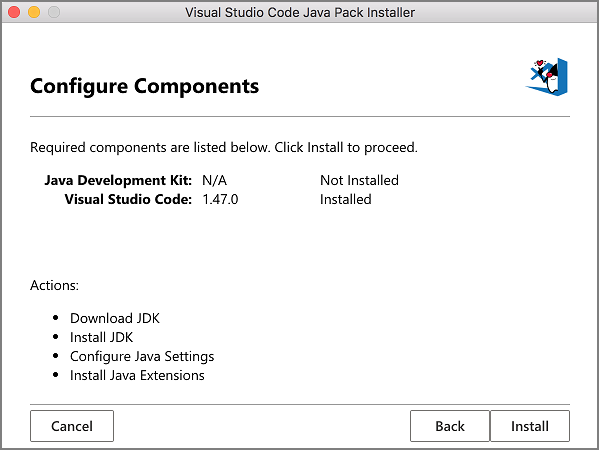 Visual Studio Code Java Pack Installer
Configure Components
Required components are listed below. Click Install to proceed.
Java Development Kit: N/A Not Installed
Visual Studio Code: 1.47.0 Installed
Actions:
• Download JDK
• Install JDK
• Configure Java Settings
• Install Java Extensions
Cancel Back Install